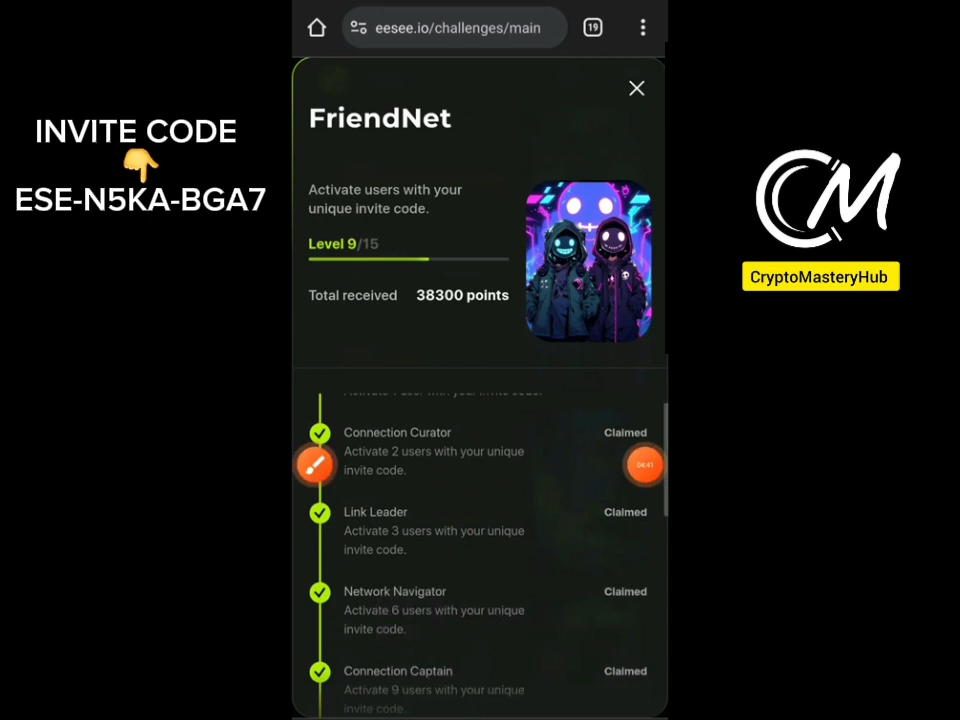 19
eesee.io/challenges/main
FriendNet
INVITE CODE
ESE-N5KA-BGA7
Activate users with your
unique invite code.
Level 9/15
Total received 38300 points
CM
CryptoMasteryHub
Connection Curator Claimed
Activate 2 users with your unique
invite code.
04:41
Link Leader Claimed
Activate 3 users with your unique
invite code.
Network Navigator Claimed
Activate 6 users with your unique
invite code.
Connection Captain Claimed
Activate 9 users with your unique
invite code.